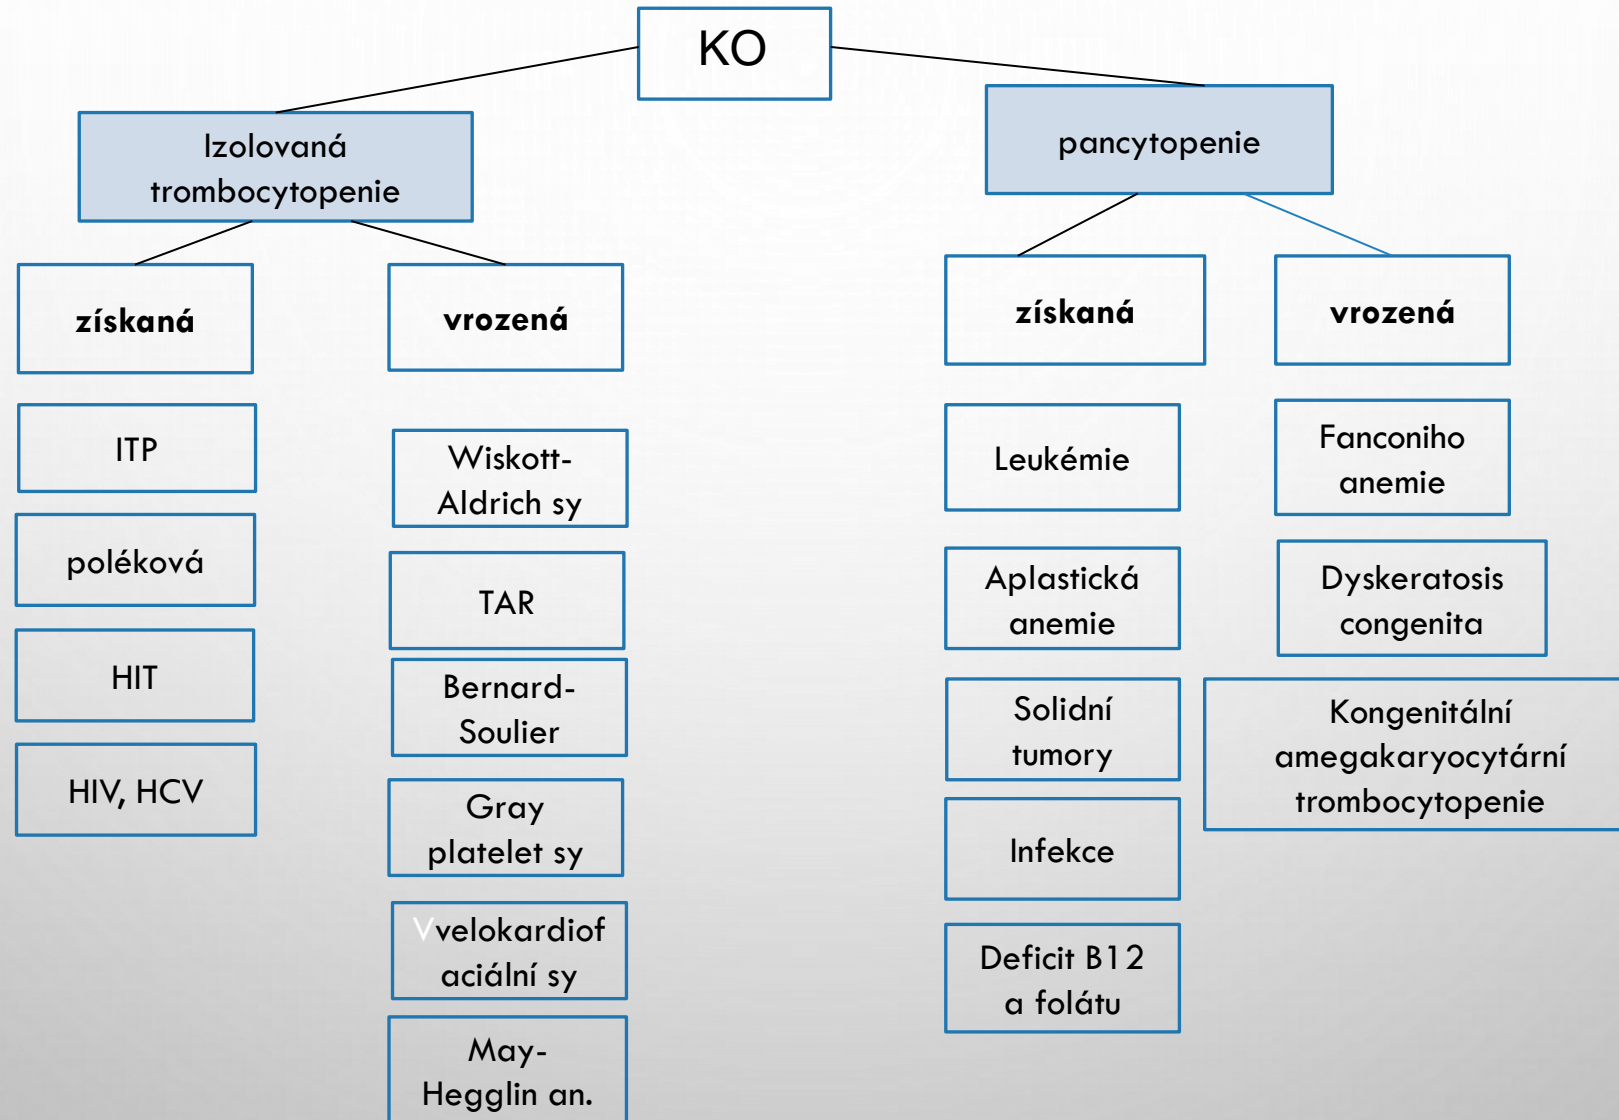 KO
Izolovaná
trombocytopenie
pancytopenie
získaná
vrozená
získaná
vrozená
ITP
poléková
HIT
HIV, HCV
Wiskott-
Aldrich sy
TAR
Bernard-
Soulier
Gray
platelet sy
Vvelokardiof
aciální sy
May-
Hegglin an.
Leukémie
Aplastická
anemie
Solidní
tumory
Infekce
Deficit B12
a folátu
Fanconiho
anemie
Dyskeratosis
congenita
Kongenitální
amegakaryocytární
trombocytopenie